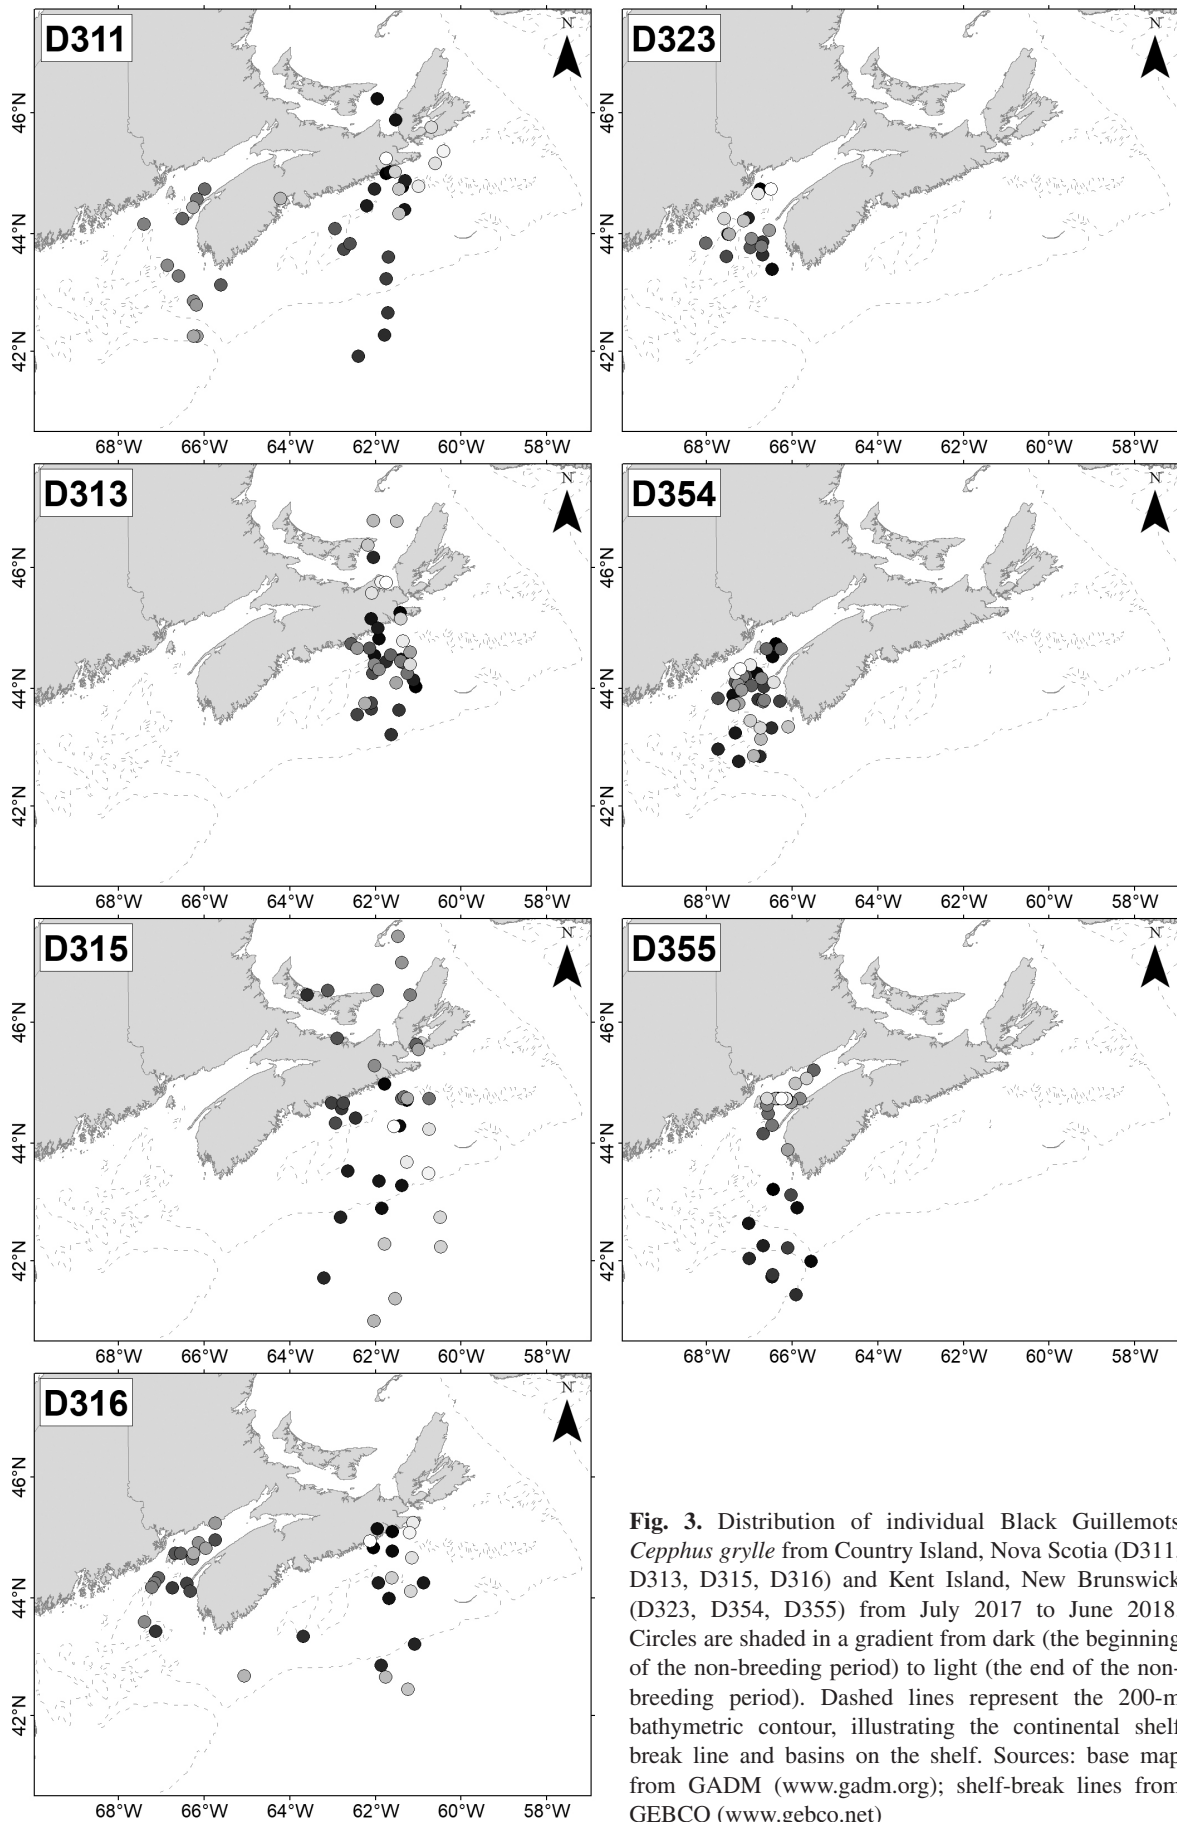 D311
N
46°N
44°N
42°N
68°W 66°W 64°W 62°W 60°W 58°W
D323
N
46°N
44°N
42°N
68°W 66°W 64°W 62°W 60°W 58°W
D313
N
46°N
44°N
42°N
68°W 66°W 64°W 62°W 60°W 58°W
D354
N
46°N
44°N
42°N
68°W 66°W 64°W 62°W 60°W 58°W
D315
N
46°N
44°N
42°N
68°W 66°W 64°W 62°W 60°W 58°W
D355
N
46°N
44°N
42°N
68°W 66°W 64°W 62°W 60°W 58°W
D316
N
46°N
44°N
42°N
68°W 66°W 64°W 62°W 60°W 58°W
Fig. 3. Distribution of individual Black Guillemots
Cepphus grylle from Country Island, Nova Scotia (D311,
D313, D315, D316) and Kent Island, New Brunswick
(D323, D354, D355) from July 2017 to June 2018.
Circles are shaded in a gradient from dark (the beginning
of the non-breeding period) to light (the end of the non-
breeding period). Dashed lines represent the 200-m
bathymetric contour, illustrating the continental shelf
break line and basins on the shelf. Sources: base map
from GADM (www.gadm.org); shelf-break lines from
GEBCO (www.gebco.net)